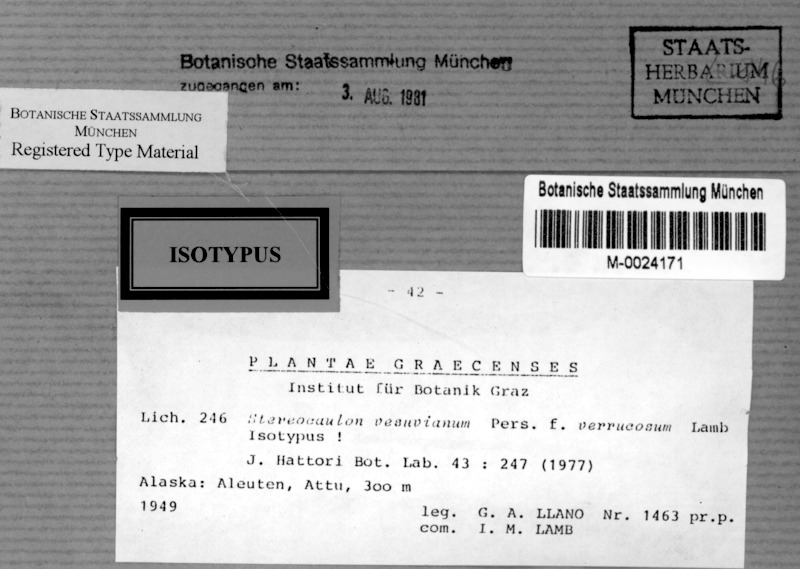 Botanische Staatssammlung München
zugegangen am:
3. AUG. 1981
STAATS-
HERBARIUM
MÜNCHEN
BOTANISCHE STAATSSAMMLUNG
MÜNCHEN
Registered Type Material
Botanische Staatssammlung München
M-0024171
ISOTYPUS
- 42 -
PLANTAE GRAECENSES
Institut für Botanik Graz
Lich. 246 Stereocaulon vesuvianum Pers. f. verrucosum Lamb
Isotypus !
J. Hattori Bot. Lab. 43 : 247 (1977)
Alaska: Aleuten, Attu, 3oo m
1949
leg. G. A. LLANO Nr. 1463 pr.p.
com. I. M. LAMB